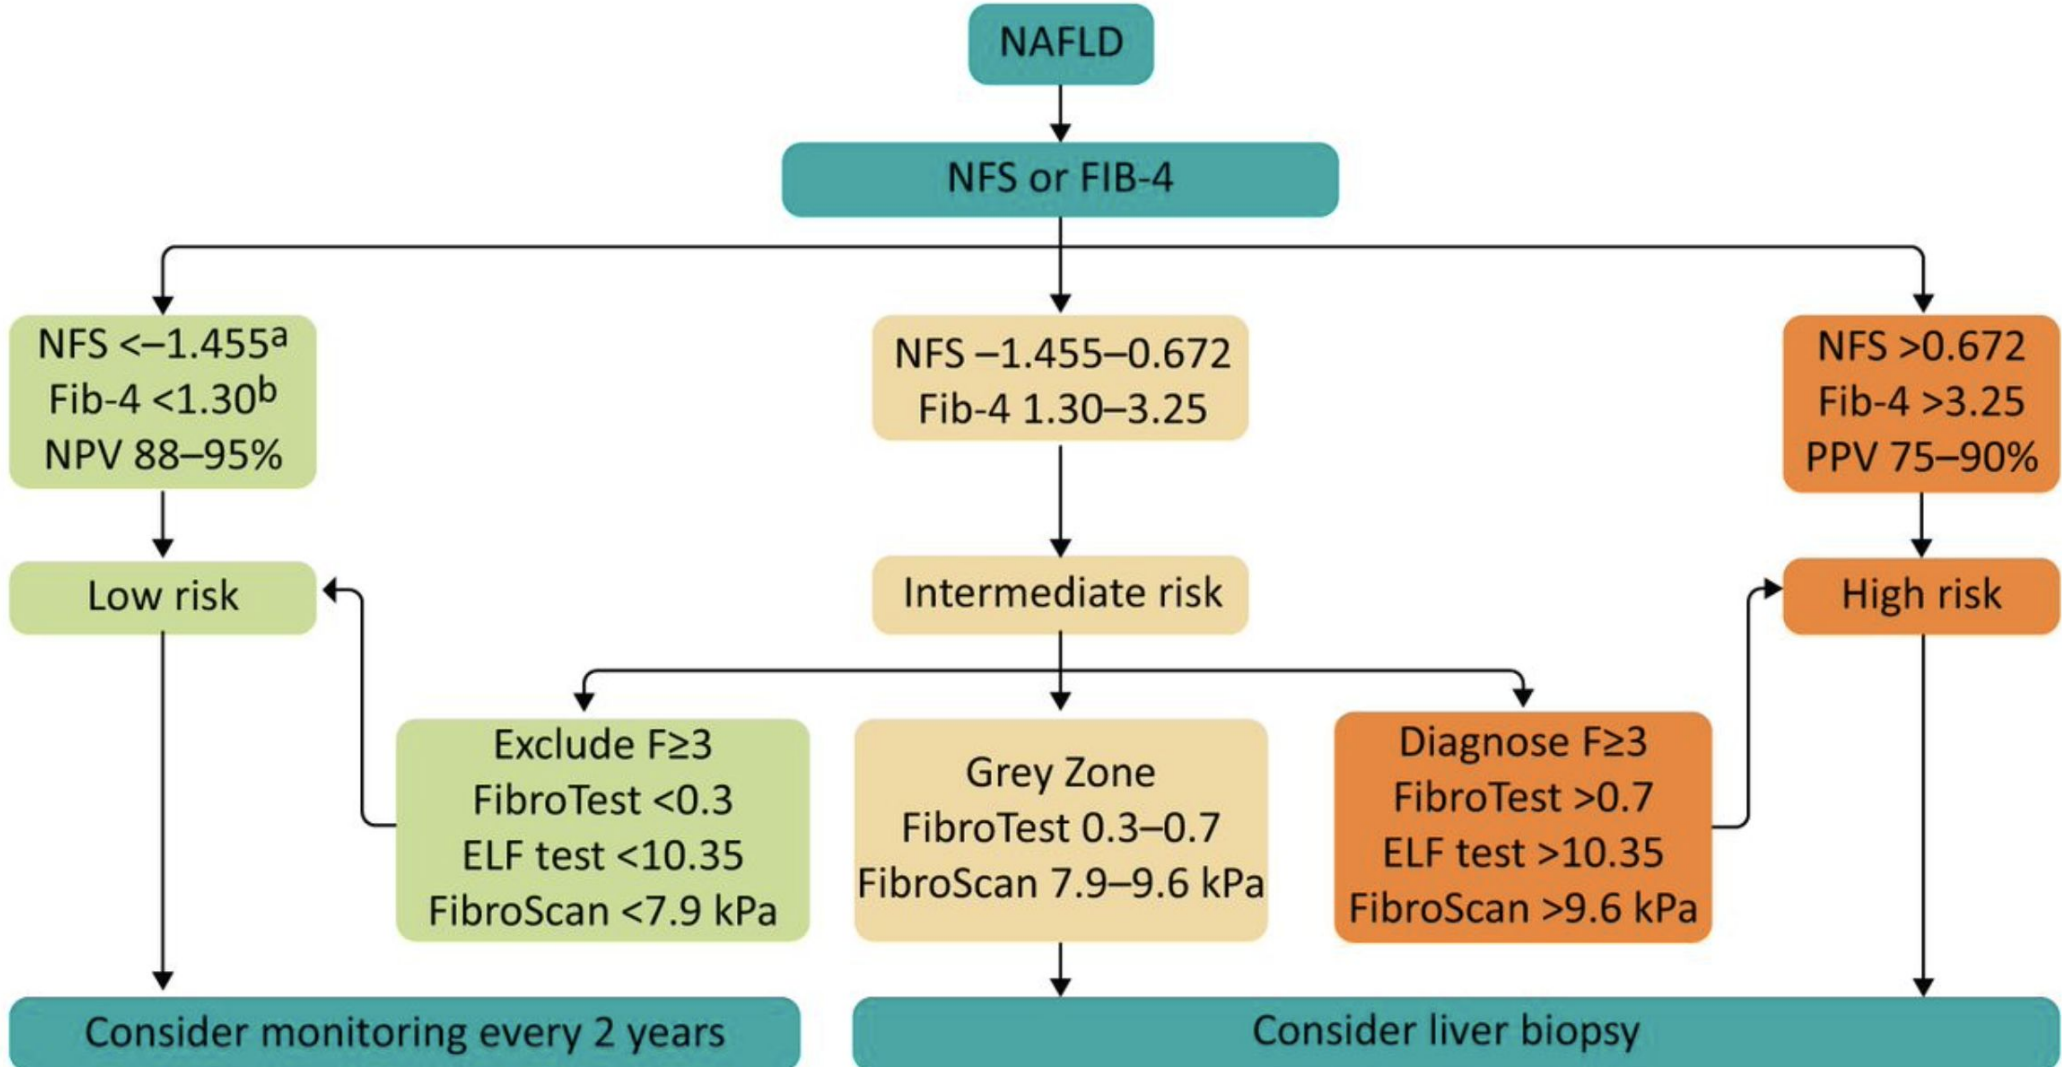 NAFLD
NFS or FIB-4
NFS <–1.455ᵃ
Fib-4 <1.30ᵇ
NPV 88–95%
NFS –1.455–0.672
Fib-4 1.30–3.25
NFS >0.672
Fib-4 >3.25
PPV 75–90%
Low risk
Intermediate risk
High risk
Exclude F≥3
FibroTest <0.3
ELF test <10.35
FibroScan <7.9 kPa
Grey Zone
FibroTest 0.3–0.7
FibroScan 7.9–9.6 kPa
Diagnose F≥3
FibroTest >0.7
ELF test >10.35
FibroScan >9.6 kPa
Consider monitoring every 2 years
Consider liver biopsy